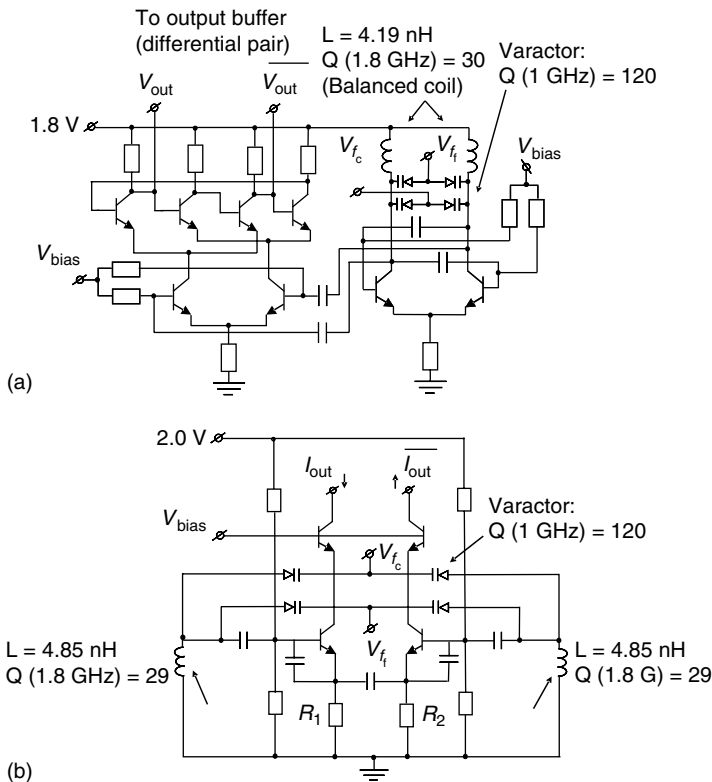 To output buffer
(differential pair)
L = 4.19 nH
Q (1.8 GHz) = 30
(Balanced coil)
Varactor:
Q (1 GHz) = 120
Vout
Vout
1.8 V
Vfc
Vff
Vbias
Vbias
(a)
2.0 V
Iout
Iout
Varactor:
Q (1 GHz) = 120
Vbias
Vfc
L = 4.85 nH
Q (1.8 GHz) = 29
Vff
L = 4.85 nH
Q (1.8 G) = 29
R1
R2
(b)